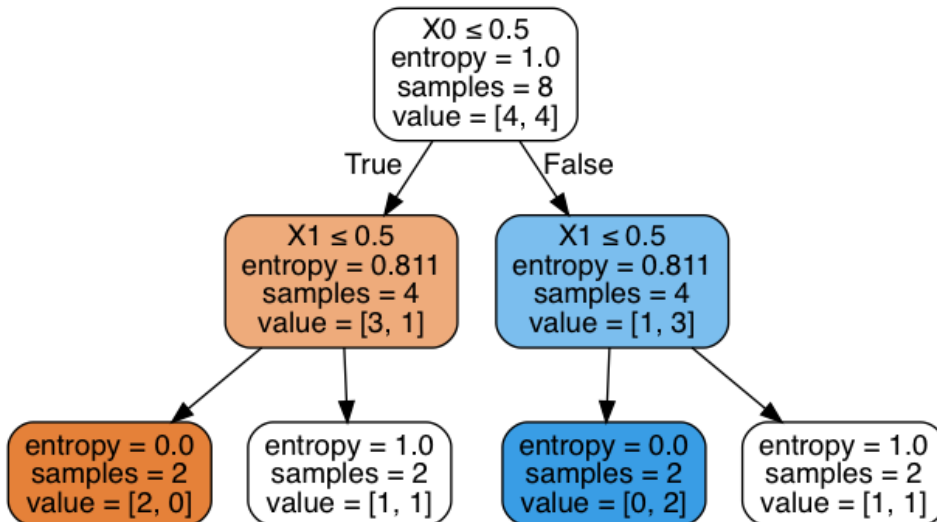 X0 ≤ 0.5
entropy = 1.0
samples = 8
value = [4, 4]
True
False
X1 ≤ 0.5
entropy = 0.811
samples = 4
value = [3, 1]
X1 ≤ 0.5
entropy = 0.811
samples = 4
value = [1, 3]
entropy = 0.0
samples = 2
value = [2, 0]
entropy = 1.0
samples = 2
value = [1, 1]
entropy = 0.0
samples = 2
value = [0, 2]
entropy = 1.0
samples = 2
value = [1, 1]